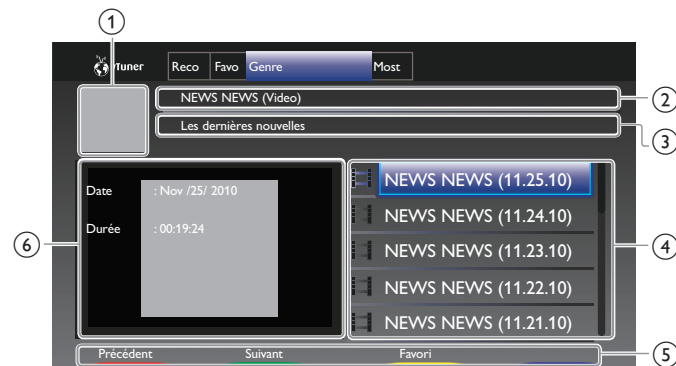 1
vTuner Reco Favo Genre Most
NEWS NEWS (Video)
2
Les dernières nouvelles
3
Date : Nov /25/ 2010
Durée : 00:19:24
NEWS NEWS (11.25.10)
NEWS NEWS (11.24.10)
NEWS NEWS (11.23.10)
NEWS NEWS (11.22.10)
NEWS NEWS (11.21.10)
6
4
Précédent Suivant Favori
5